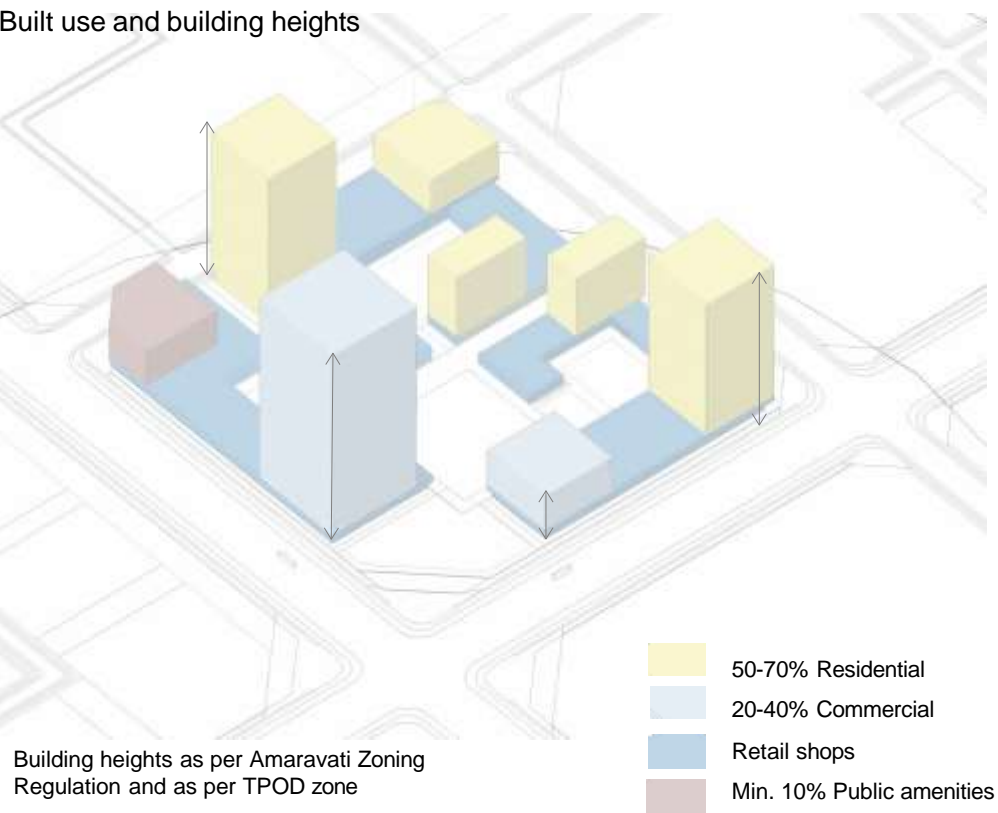 Built use and building heights
50-70% Residential
20-40% Commercial
Retail shops
Min. 10% Public amenities
Building heights as per Amaravati Zoning
Regulation and as per TPOD zone